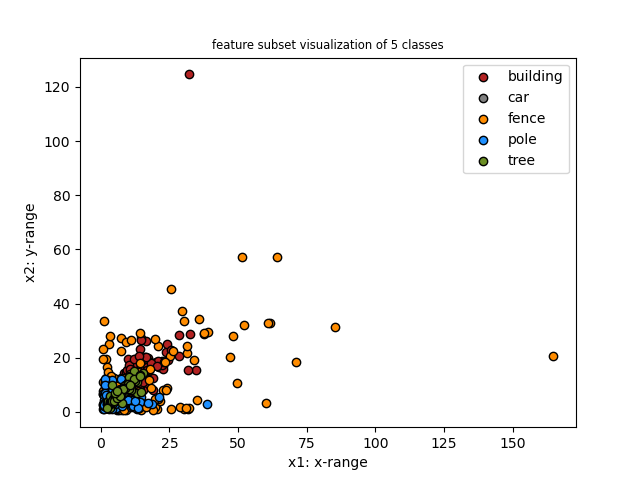 feature subset visualization of 5 classes
building
car
fence
pole
tree
x2: y-range
120
100
80
60
40
20
0
0 25 50 75 100 125 150
x1: x-range